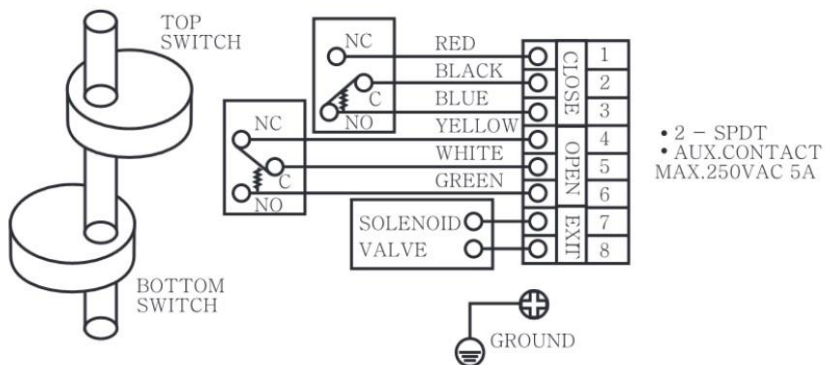 TOP
SWITCH
NC
RED
BLACK
C
BLUE
NO
YELLOW
NC
WHITE
C
GREEN
NO
SOLENOID
VALVE
CLOSE
OPEN
EXIT
1
2
3
4
5
6
7
8
• 2 - SPDT
• AUX.CONTACT
MAX.250VAC 5A
BOTTOM
SWITCH
GROUND